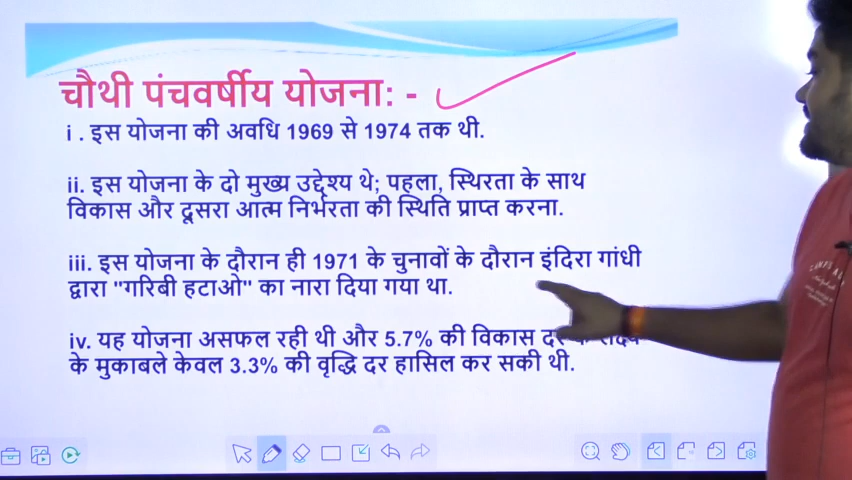 चौथी पंचवर्षीय योजना: -
i . इस योजना की अवधि 1969 से 1974 तक थी.
ii. इस योजना के दो मुख्य उद्देश्य थे; पहला, स्थिरता के साथ
विकास और दूसरा आत्म निर्भरता की स्थिति प्राप्त करना.
iii. इस योजना के दौरान ही 1971 के चुनावों के दौरान इंदिरा गांधी
द्वारा "गरिबी हटाओ" का नारा दिया गया था.
iv. यह योजना असफल रही थी और 5.7% की विकास
के मुकाबले केवल 3.3% की वृद्धि दर हासिल कर सकी थी.